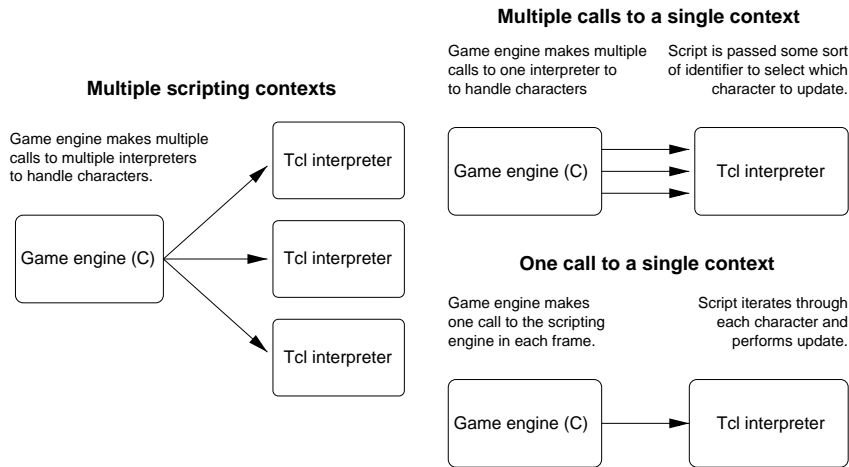 Multiple scripting contexts
Game engine makes multiple
calls to multiple interpreters
to handle characters.
Game engine (C)
Tcl interpreter
Tcl interpreter
Tcl interpreter
Multiple calls to a single context
Game engine makes multiple
calls to one interpreter to
to handle characters
Script is passed some sort
of identifier to select which
character to update.
Game engine (C)
Tcl interpreter
One call to a single context
Game engine makes
one call to the scripting
engine in each frame.
Script iterates through
each character and
performs update.
Game engine (C)
Tcl interpreter